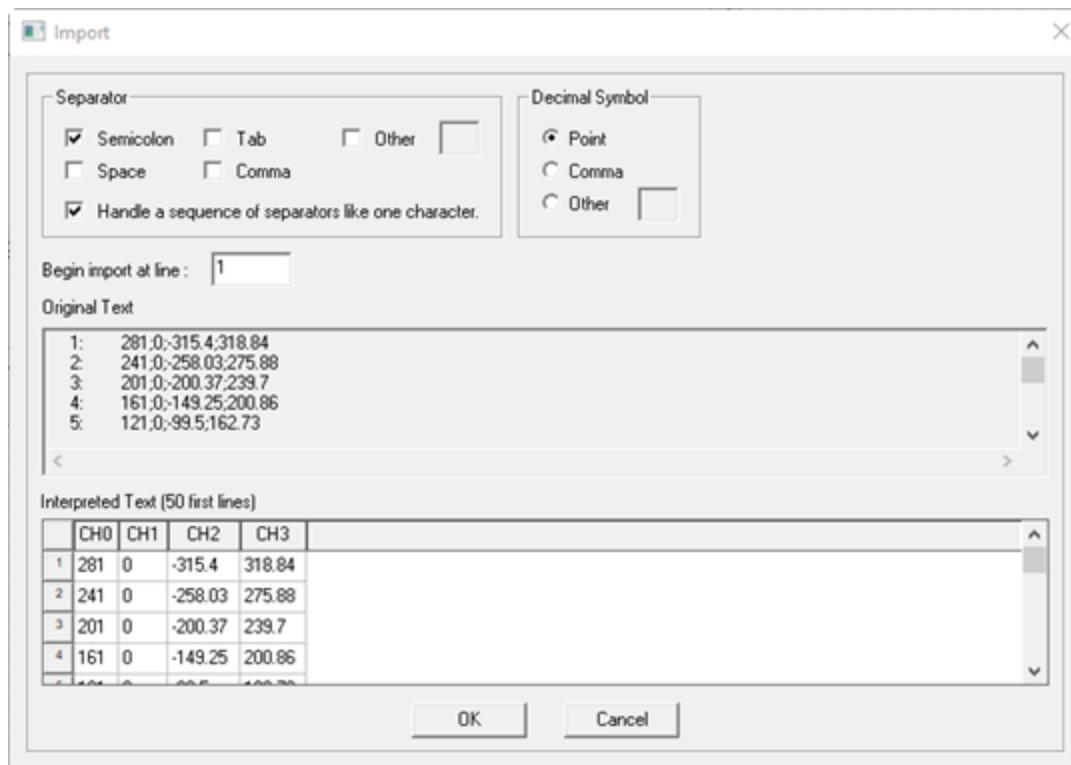 Import
Separator
Decimal Symbol
Semicolon Tab Other
Point
Space Comma
Comma
Handle a sequence of separators like one character.
Other
Begin import at line : 1
Original Text
1: 281;0;-315.4;318.84
2: 241;0;-258.03;275.88
3: 201;0;-200.37;239.7
4: 161;0;-149.25;200.86
5: 121;0;-99.5;162.73
Interpreted Text (50 first lines)
CH0 CH1 CH2 CH3
1 281 0 -315.4 318.84
2 241 0 -258.03 275.88
3 201 0 -200.37 239.7
4 161 0 -149.25 200.86
OK Cancel